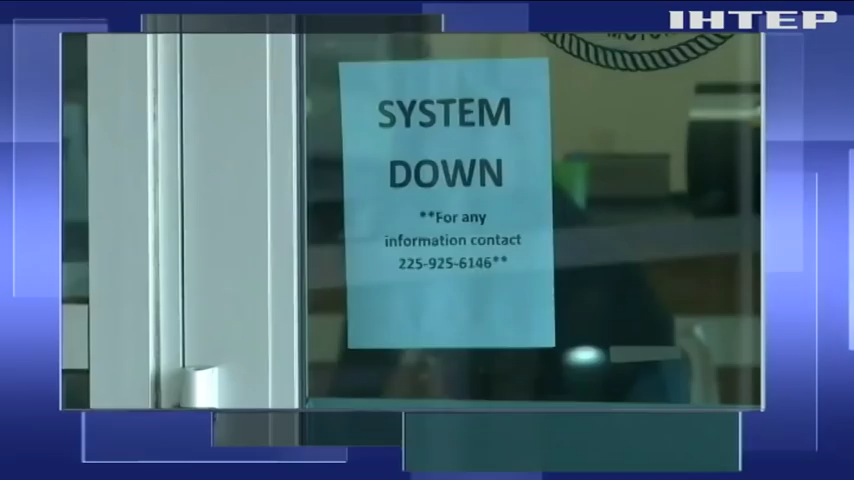 ІНТЕР
SYSTEM
DOWN
**For any
information contact
225-925-6146**